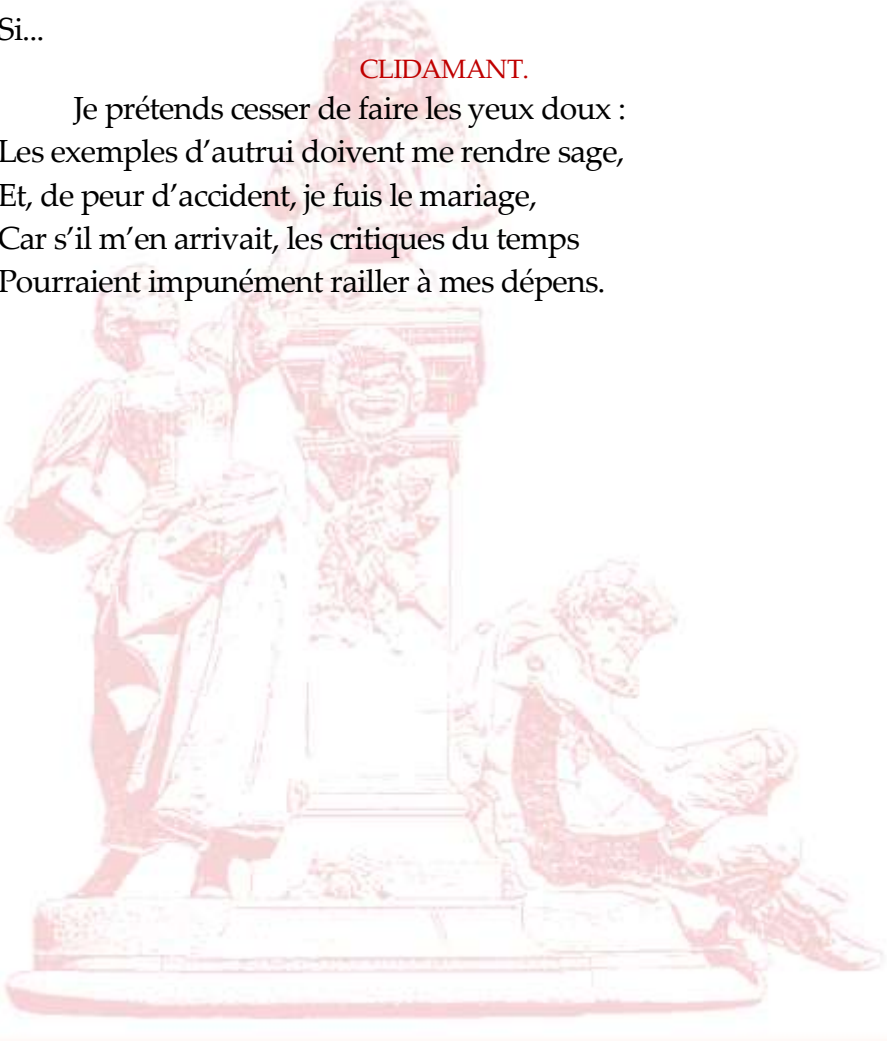 Si...
CLIDAMANT.
Je prétends cesser de faire les yeux doux :
Les exemples d’autrui doivent me rendre sage,
Et, de peur d’accident, je fuis le mariage,
Car s’il m’en arrivait, les critiques du temps
Pourraient impunément railler à mes dépens.